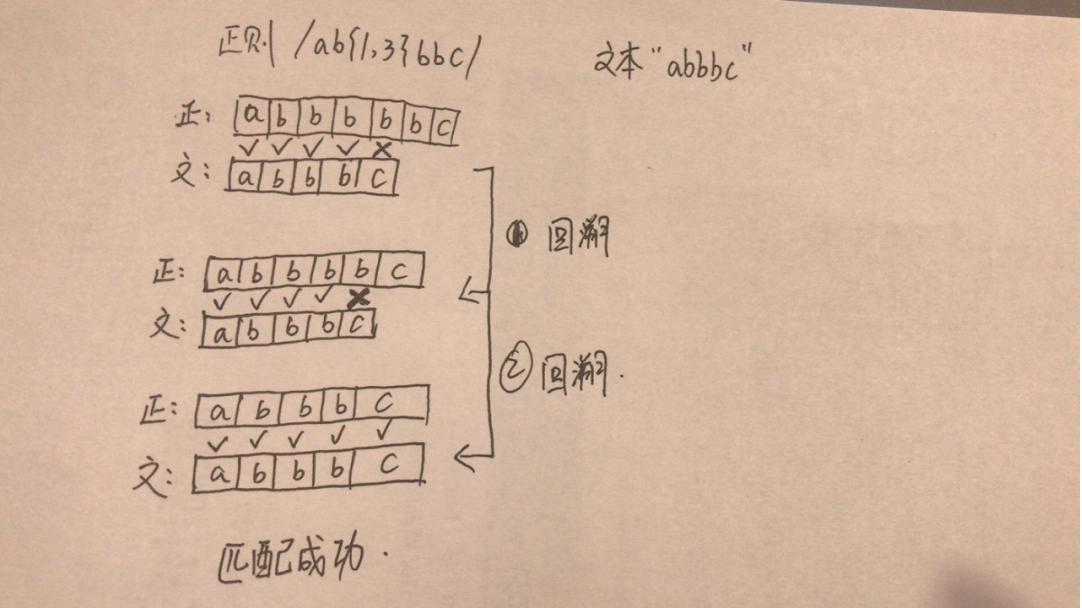 正则 /ab{1,3}bbc/
文本"abbbc"
正: a b b b b b c
✓ ✓ ✓ ✓ ×
文: a b b b c
① 回溯
正: a b b b b c
✓ ✓ ✓ ✓ ×
文: a b b b c
② 回溯.
正: a b b b c
✓ ✓ ✓ ✓ ✓
文: a b b b c
匹配成功.